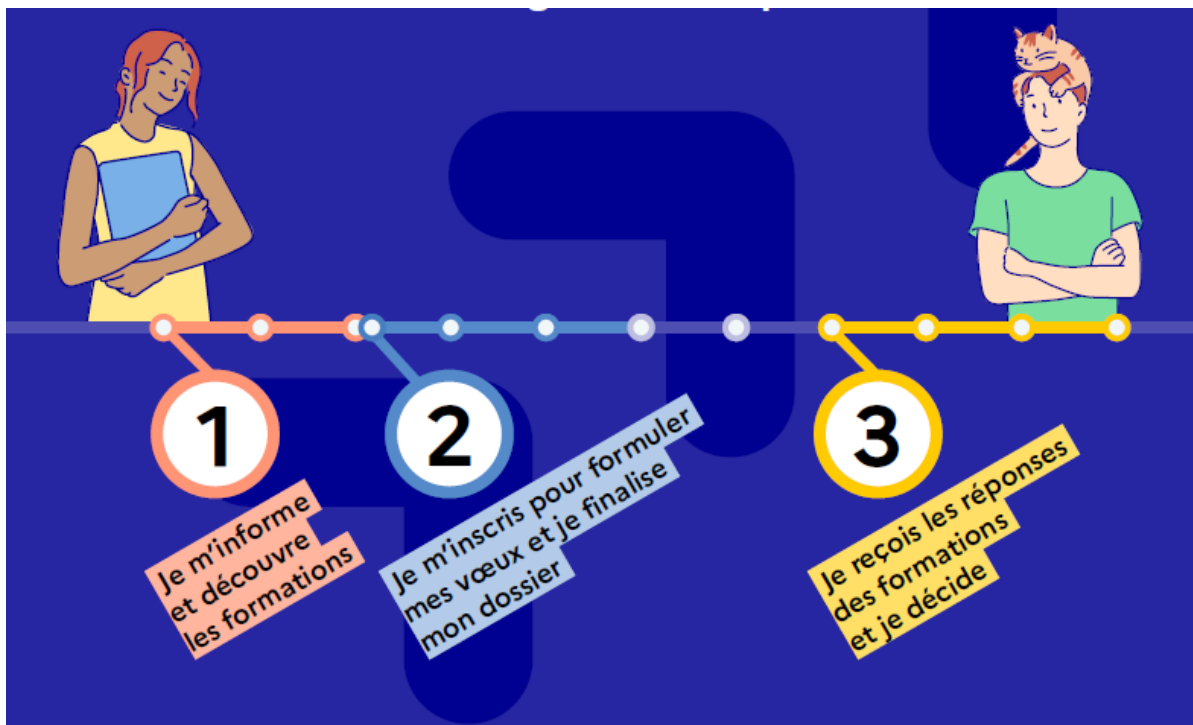 1
Je m’informe
et découvre
les formations
2
Je m’inscris pour formuler
mes vœux et je finalise
mon dossier
3
Je reçois les réponses
des formations
et je décide